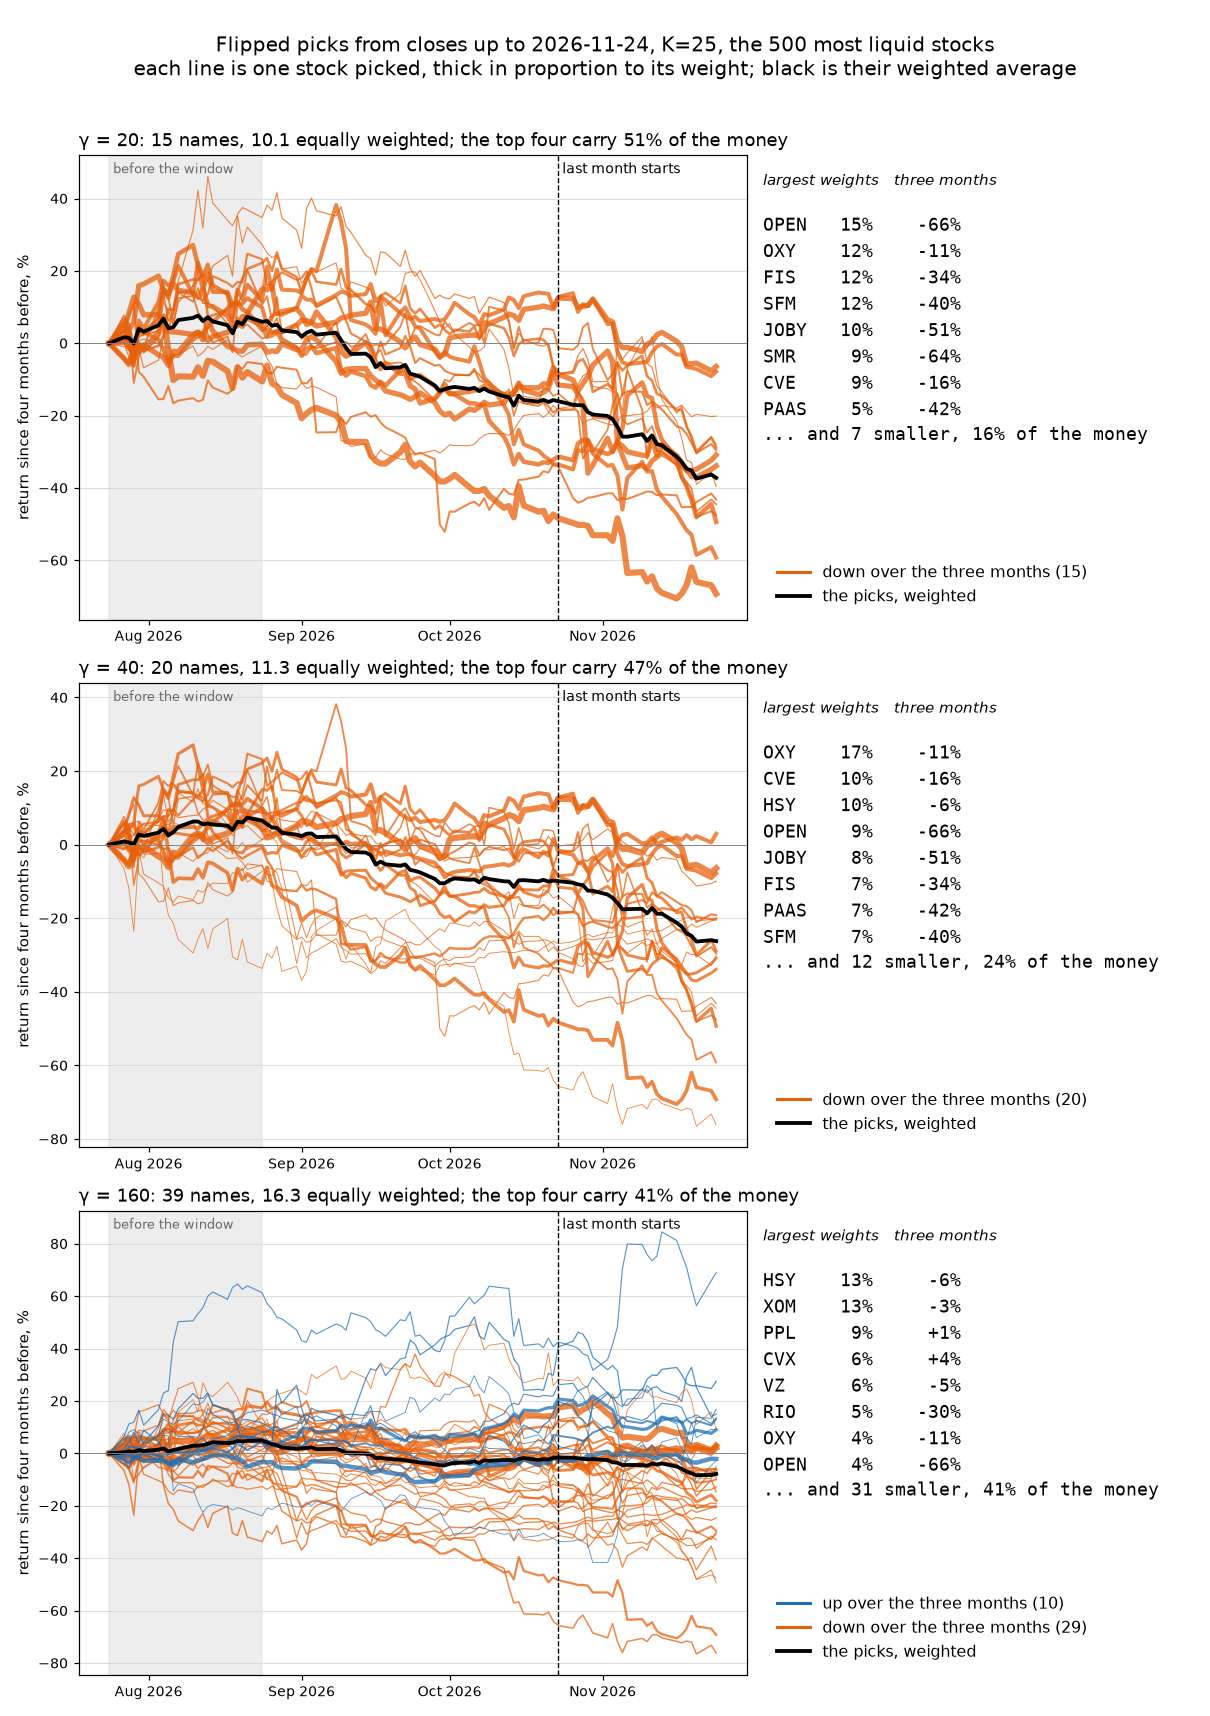 Flipped picks from closes up to 2026-11-24, K=25, the 500 most liquid stocks
each line is one stock picked, thick in proportion to its weight; black is their weighted average
γ = 20: 15 names, 10.1 equally weighted; the top four carry 51% of the money
before the window
last month starts
return since four months before, %
40
20
0
−20
−40
−60
Aug 2026
Sep 2026
Oct 2026
Nov 2026
largest weights three months
OPEN 15% -66%
OXY 12% -11%
FIS 12% -34%
SFM 12% -40%
JOBY 10% -51%
SMR 9% -64%
CVE 9% -16%
PAAS 5% -42%
... and 7 smaller, 16% of the money
down over the three months (15)
the picks, weighted
γ = 40: 20 names, 11.3 equally weighted; the top four carry 47% of the money
before the window
last month starts
return since four months before, %
40
20
0
−20
−40
−60
−80
Aug 2026
Sep 2026
Oct 2026
Nov 2026
largest weights three months
OXY 17% -11%
CVE 10% -16%
HSY 10% -6%
OPEN 9% -66%
JOBY 8% -51%
FIS 7% -34%
PAAS 7% -42%
SFM 7% -40%
... and 12 smaller, 24% of the money
down over the three months (20)
the picks, weighted
γ = 160: 39 names, 16.3 equally weighted; the top four carry 41% of the money
before the window
last month starts
return since four months before, %
80
60
40
20
0
−20
−40
−60
−80
Aug 2026
Sep 2026
Oct 2026
Nov 2026
largest weights three months
HSY 13% -6%
XOM 13% -3%
PPL 9% +1%
CVX 6% +4%
VZ 6% -5%
RIO 5% -30%
OXY 4% -11%
OPEN 4% -66%
... and 31 smaller, 41% of the money
up over the three months (10)
down over the three months (29)
the picks, weighted